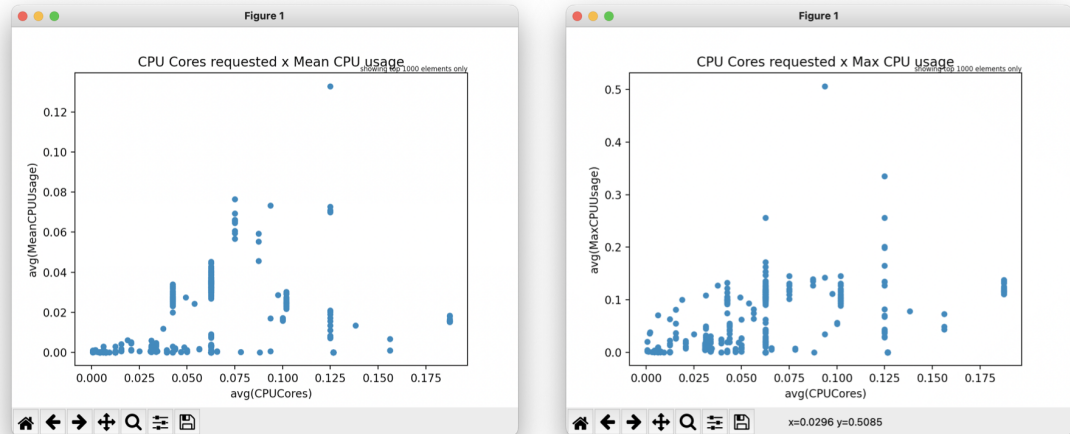 Figure 1
CPU Cores requested x Mean CPU usage
showing top 1000 elements only
0.12
0.10
0.08
0.06
0.04
0.02
0.00
avg(MeanCPUUsage)
0.000 0.025 0.050 0.075 0.100 0.125 0.150 0.175
avg(CPUCores)
Figure 1
CPU Cores requested x Max CPU usage
showing top 1000 elements only
0.5
0.4
0.3
0.2
0.1
0.0
avg(MaxCPUUsage)
0.000 0.025 0.050 0.075 0.100 0.125 0.150 0.175
avg(CPUCores)
x=0.0296 y=0.5085